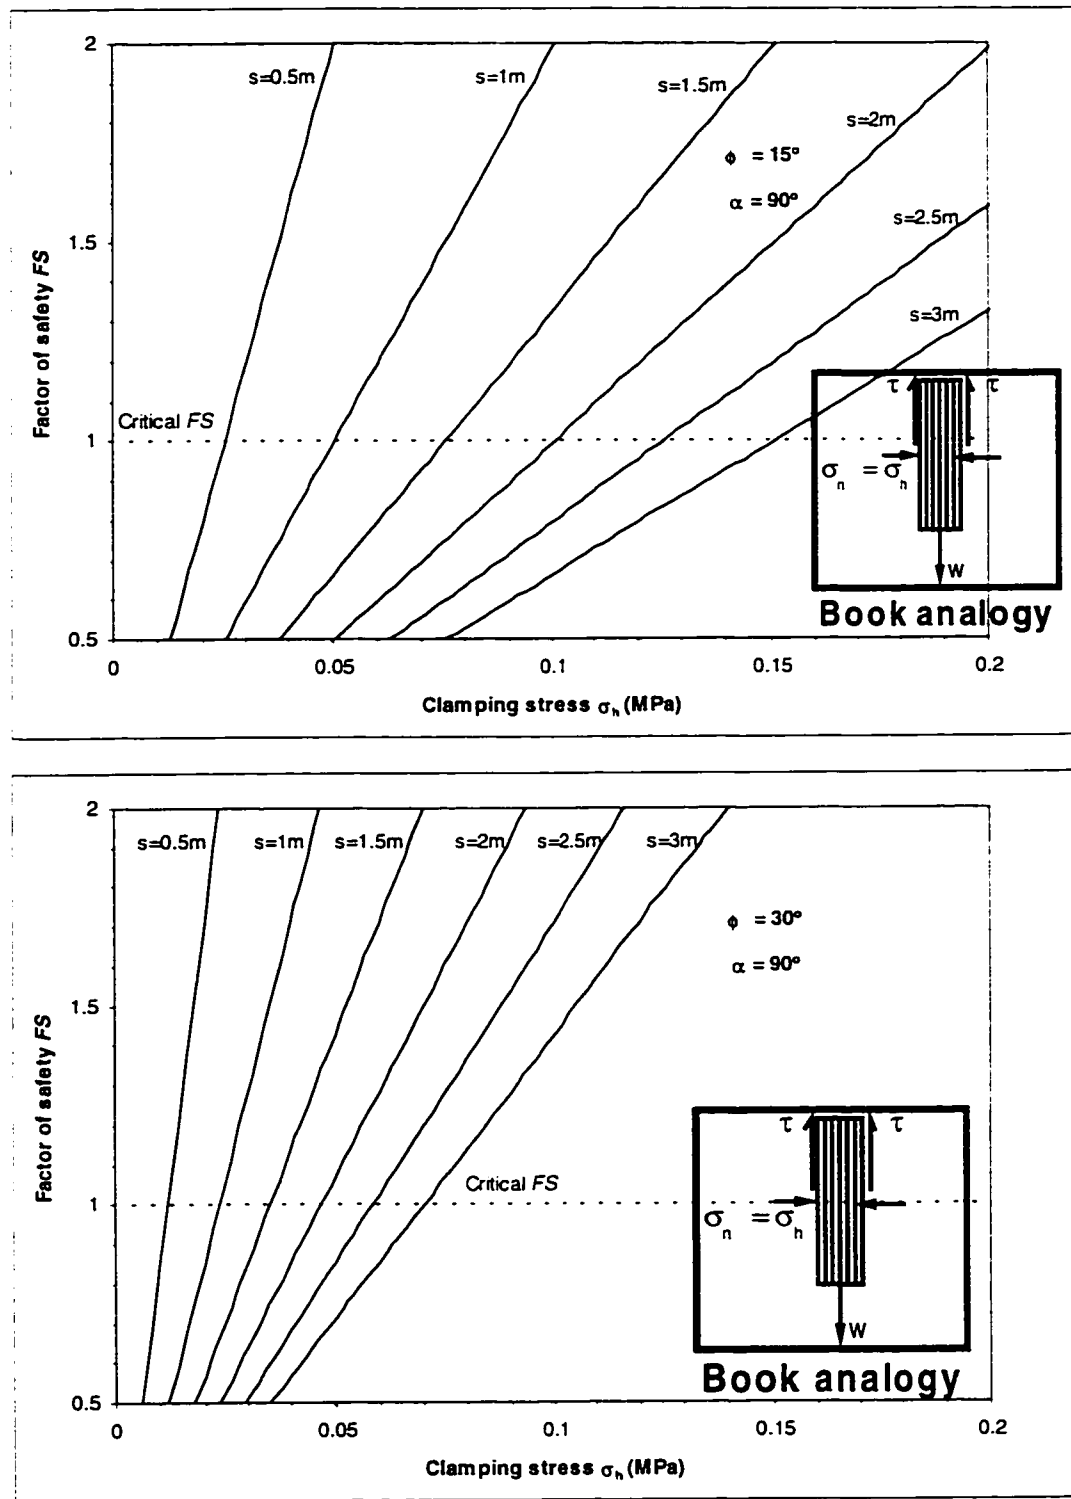 2
s=0.5m
s=1m
s=1.5m
s=2m
ϕ = 15°
α = 90°
s=2.5m
1.5
s=3m
Factor of safety FS
τ τ
Critical FS
1
σn = σh
W
Book analogy
0.5
0 0.05 0.1 0.15 0.2
Clamping stress σh (MPa)
2
s=0.5m s=1m s=1.5m s=2m s=2.5m s=3m
ϕ = 30°
α = 90°
1.5
Factor of safety FS
τ τ
Critical FS
1
σn = σh
W
Book analogy
0.5
0 0.05 0.1 0.15 0.2
Clamping stress σh (MPa)